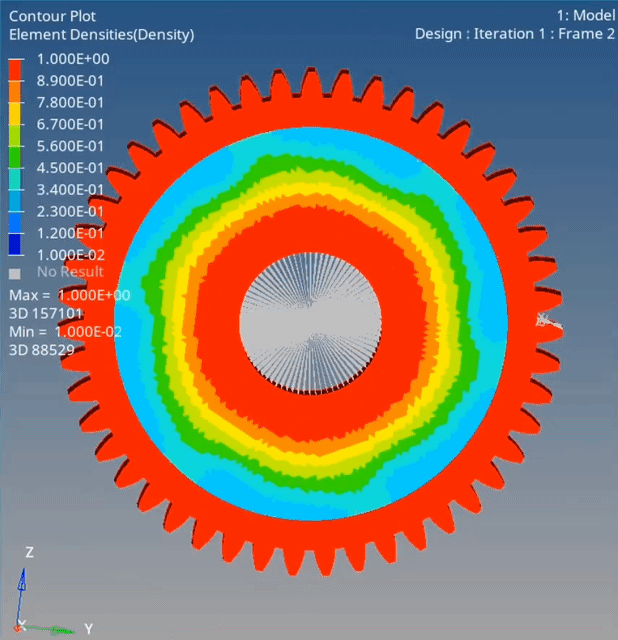 Contour Plot
Element Densities(Density)
1: Model
Design : Iteration 1 : Frame 2
1.000E+00
8.900E-01
7.800E-01
6.700E-01
5.600E-01
4.500E-01
3.400E-01
2.300E-01
1.200E-01
1.000E-02
No Result
Max = 1.000E+00
3D 157101
Min = 1.000E-02
3D 88529
Z
X
Y